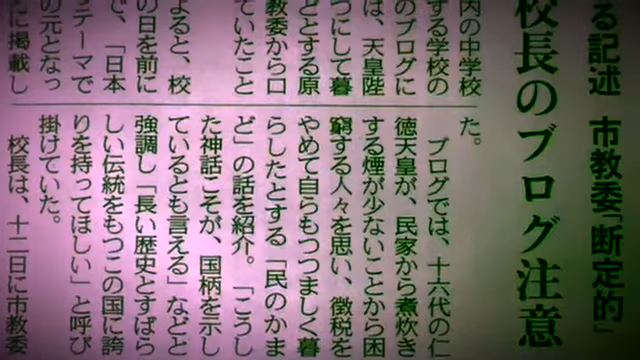 る記述 市教委「断定的」
校長のブログ注意
内の中学校
する学校の
のブログに
は、天皇陛
つにして暮
どとする原
教委から口
ていたこと
よると、校
の日を前に
で、「日本
テーマで
の元となっ
に掲載し
た。
ブログでは、十六代の仁
徳天皇が、民家から煮炊き
する煙が少ないことから困
窮する人々を思い、徴税を
やめて自らもつつましく暮
らしたとする「民のかま
ど」の話を紹介。「こうし
た神話こそが、国柄を示し
ているとも言える」などと
強調し「長い歴史とすばら
しい伝統をもつこの国に誇
りを持ってほしい」と呼び
掛けていた。
校長は、十二日に市教委